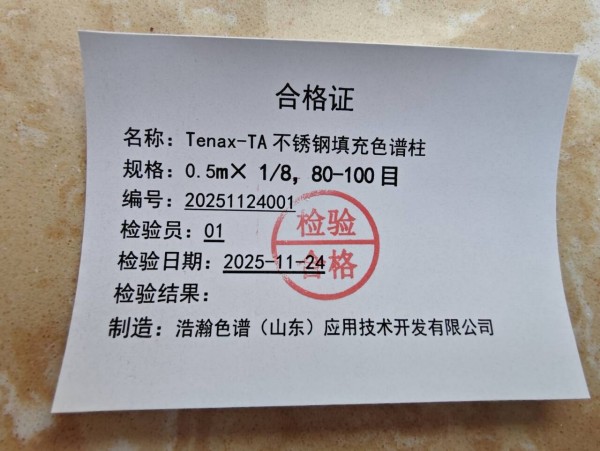 合格证
名称：Tenax-TA 不锈钢填充色谱柱
规格：0.5m× 1/8，80-100 目
编号：20251124001
检验员：01
检验日期：2025-11-24
检验结果：
检验
合格
制造：浩瀚色谱（山东）应用技术开发有限公司